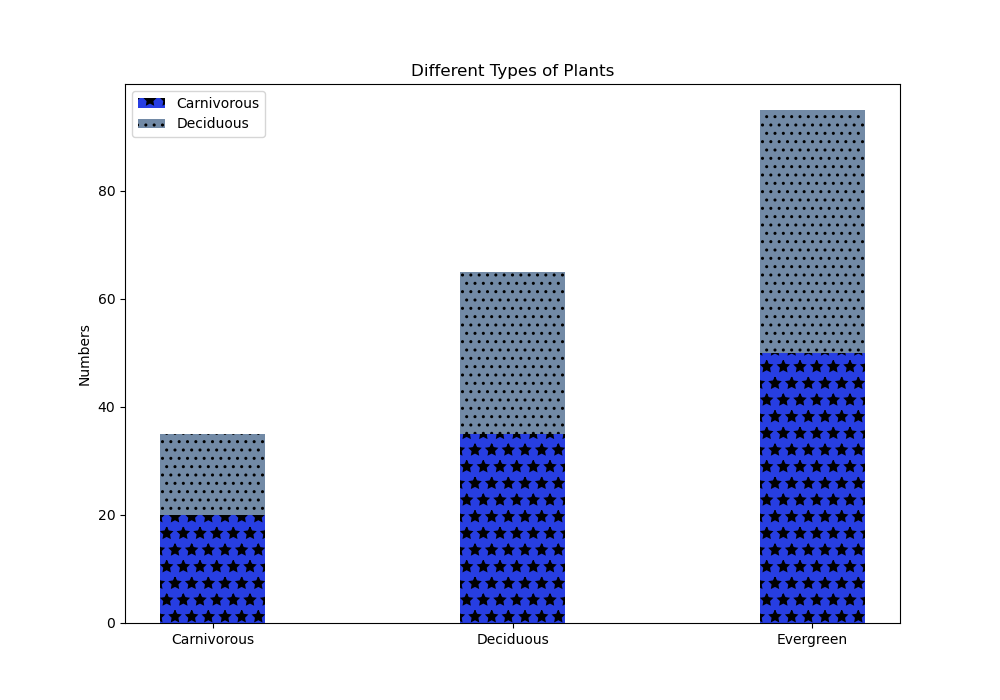 Different Types of Plants
Carnivorous
Deciduous
Numbers
80
60
40
20
0
Carnivorous Deciduous Evergreen